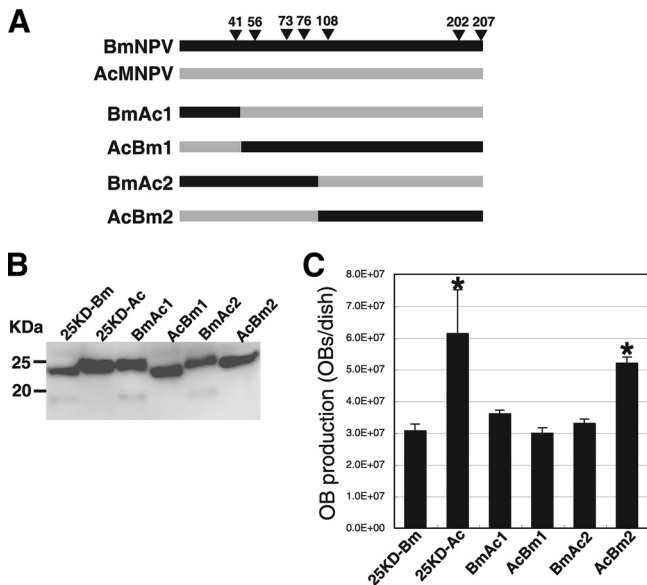 A
41 56 73 76 108 202 207
BmNPV
AcMNPV
BmAc1
AcBm1
BmAc2
AcBm2
B
25KD-Bm
25KD-Ac
BmAc1
AcBm1
BmAc2
AcBm2
KDa
25
20
C
OB production (OBs/dish)
8.0E+07
7.0E+07
6.0E+07
5.0E+07
4.0E+07
3.0E+07
2.0E+07
1.0E+07
0.0E+00
*
*
25KD-Bm
25KD-Ac
BmAc1
AcBm1
BmAc2
AcBm2